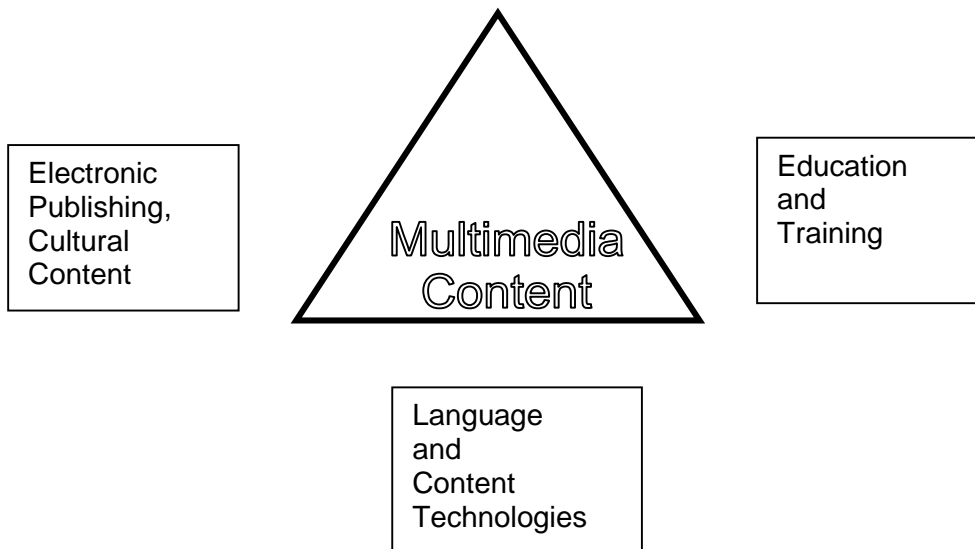 Electronic
Publishing,
Cultural
Content
Multimedia
Content
Education
and
Training
Language
and
Content
Technologies